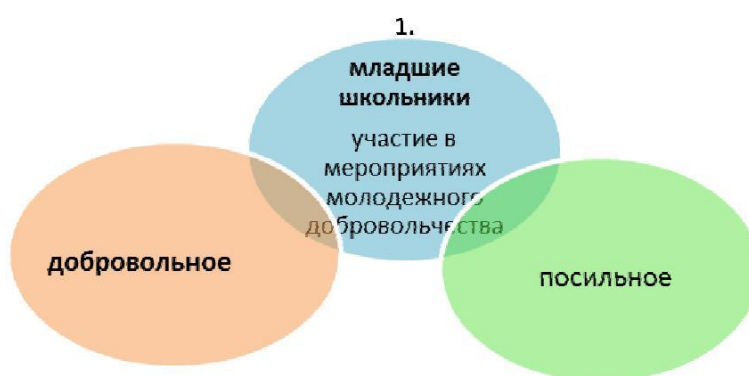 1.
младшие
школьники
участие в
мероприятиях
молодежного
добровольчества
добровольное
посильное